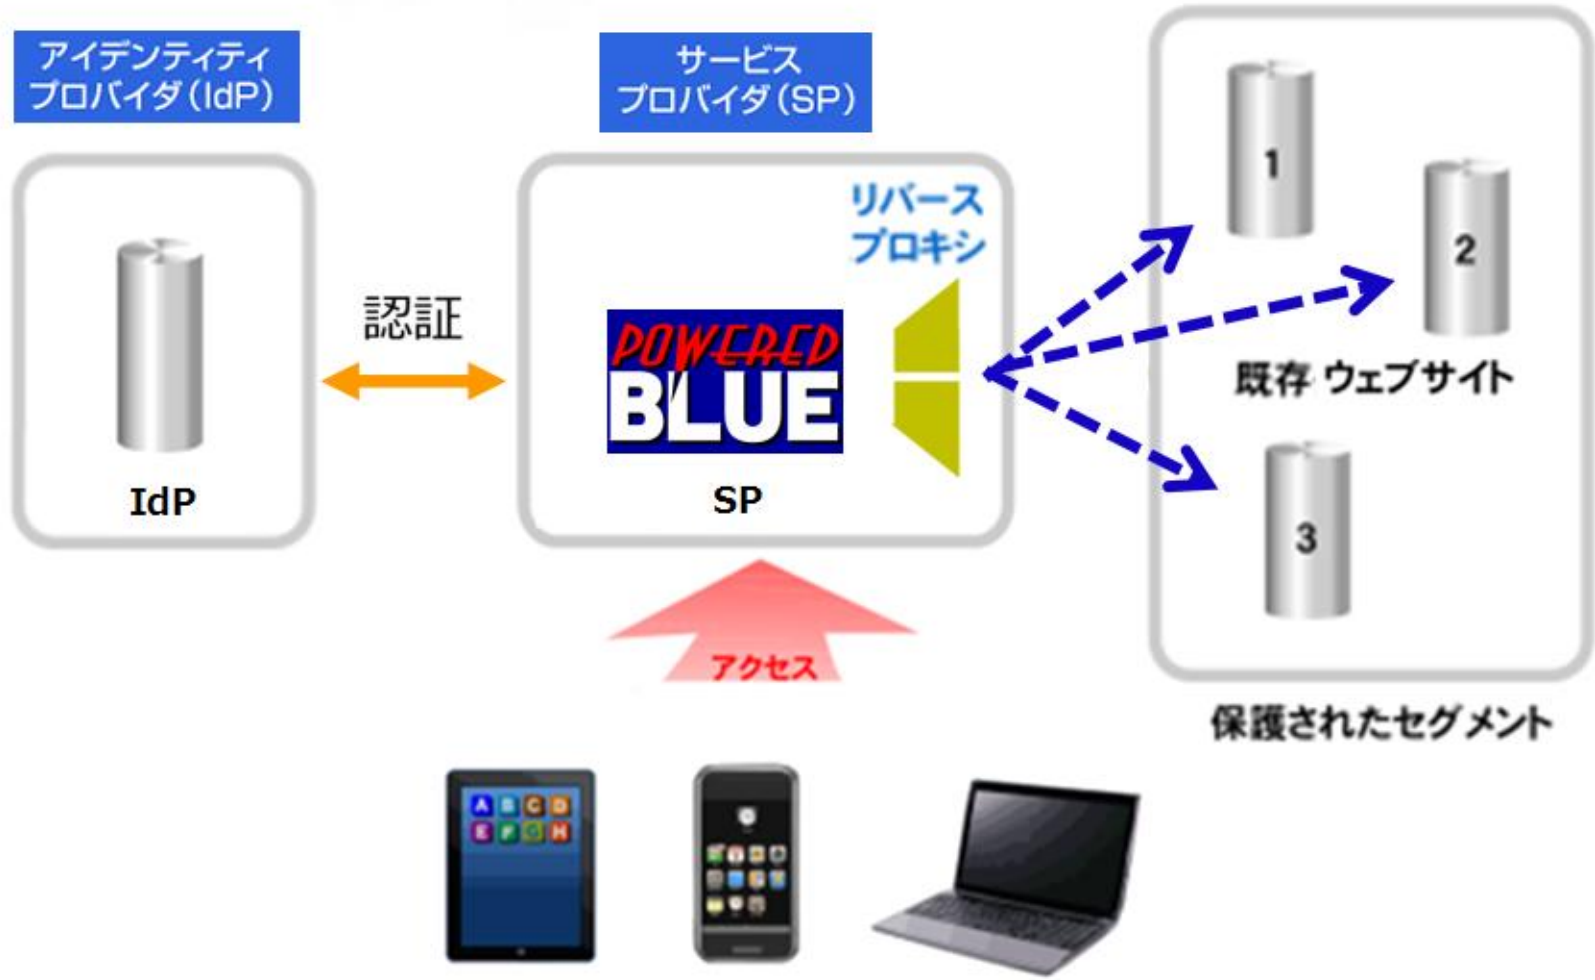 アイデンティティ
プロバイダ（IdP）
サービス
プロバイダ（SP）
リバース
プロキシ
認証
POWERED
BLUE
IdP
SP
1
2
既存 ウェブサイト
3
アクセス
保護されたセグメント
A B C D
E F G H